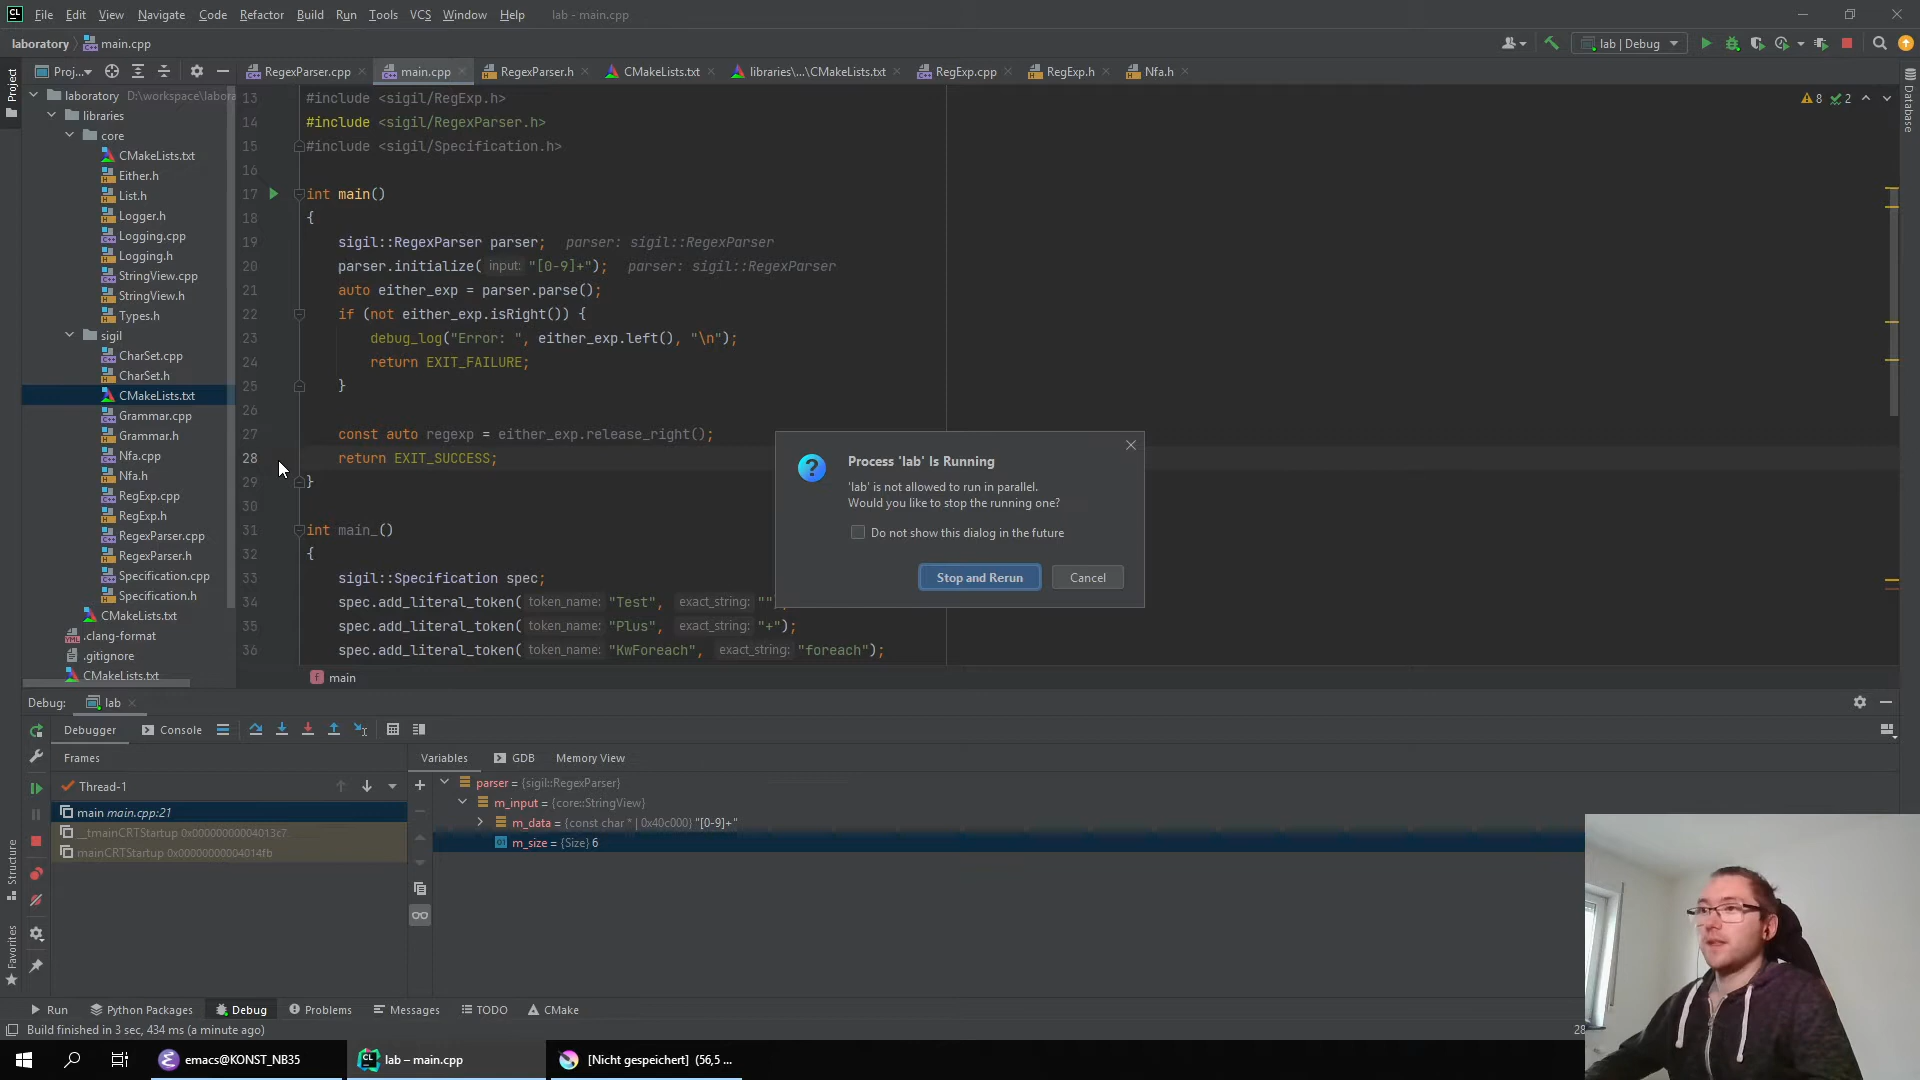 CL File Edit View Navigate Code Refactor Build Run Tools VCS Window Help lab - main.cpp
laboratory main.cpp lab | Debug
Project Proj... RegexParser.cpp main.cpp RegexParser.h CMakeLists.txt libraries\...\CMakeLists.txt RegExp.cpp RegExp.h Nfa.h
Database
8 2
laboratory D:\workspace\labora
libraries
core
CMakeLists.txt
Either.h
List.h
Logger.h
Logging.cpp
Logging.h
StringView.cpp
StringView.h
Types.h
sigil
CharSet.cpp
CharSet.h
CMakeLists.txt
Grammar.cpp
Grammar.h
Nfa.cpp
Nfa.h
RegExp.cpp
RegExp.h
RegexParser.cpp
RegexParser.h
Specification.cpp
Specification.h
CMakeLists.txt
.clang-format
.gitignore
CMakeLists.txt
13 #include <sigil/RegExp.h>
14 #include <sigil/RegexParser.h>
15 #include <sigil/Specification.h>
16
17 int main()
18 {
19 sigil::RegexParser parser; parser: sigil::RegexParser
20 parser.initialize( input: "[0-9]+"); parser: sigil::RegexParser
21 auto either_exp = parser.parse();
22 if (not either_exp.isRight()) {
23 debug_log("Error: ", either_exp.left(), "\n");
24 return EXIT_FAILURE;
25 }
26
27 const auto regexp = either_exp.release_right();
28 return EXIT_SUCCESS;
29 }
30
31 int main_()
32 {
33 sigil::Specification spec;
34 spec.add_literal_token( token_name: "Test", exact_string: "");
35 spec.add_literal_token( token_name: "Plus", exact_string: "+");
36 spec.add_literal_token( token_name: "KwForeach", exact_string: "foreach");
main
Process 'lab' Is Running
'lab' is not allowed to run in parallel.
Would you like to stop the running one?
Do not show this dialog in the future
Stop and Rerun Cancel
Debug: lab
Debugger Console
Frames
Thread-1
main main.cpp:21
__tmainCRTStartup 0x00000000004013c7
mainCRTStartup 0x00000000004014fb
Variables GDB Memory View
parser = {sigil::RegexParser}
m_input = {core::StringView}
m_data = {const char * | 0x40c000} "[0-9]+"
m_size = {Size} 6
Structure
Favorites
Run Python Packages Debug Problems Messages TODO CMake
Build finished in 3 sec, 434 ms (a minute ago)
emacs@KONST_NB35 lab – main.cpp [Nicht gespeichert] (56,5 ...